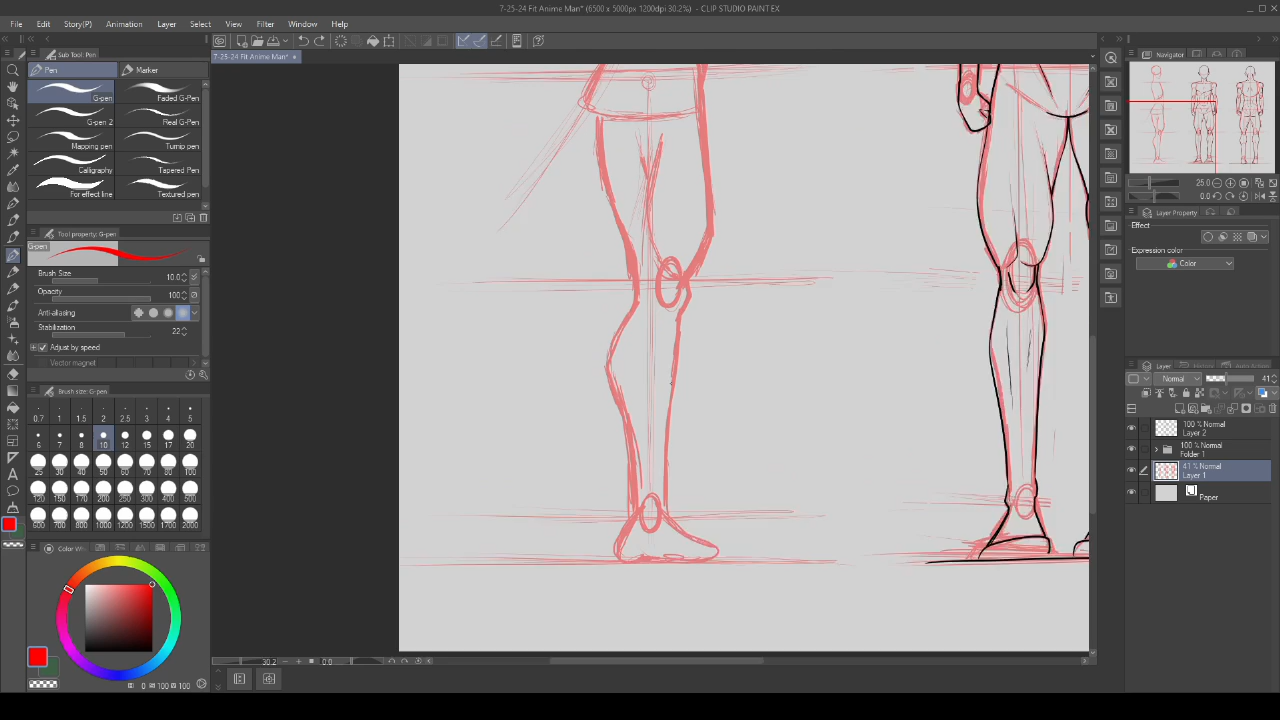 7-25-24 Fit Anime Man* (6500 x 5000px 1200dpi 30.2%) - CLIP STUDIO PAINT EX
File Edit Story(P) Animation Layer Select View Filter Window Help
Sub Tool: Pen
7-25-24 Fit Anime Man*
Navigator
Pen Marker
G-pen Faded G-Pen
G-pen 2 Real G-Pen
Mapping pen Turnip pen
Calligraphy Tapered Pen
For effect line Textured pen
25.0
0.0
Tool property: G-pen
G-pen
Layer Property
Effect
Expression color
Color
Brush Size 10.0
Opacity 100
Anti-aliasing
Stabilization 22
Adjust by speed
Vector magnet
Brush size: G-pen
0.7 1 1.5 2 2.5 3 4 5
6 7 8 10 12 15 17 20
25 30 40 50 60 70 80 100
120 150 170 200 250 300 400 500
600 700 800 1000 1200 1500 1700 2000
Layer
Normal 41
100 % Normal
Layer 2
100 % Normal
Folder 1
41 % Normal
Layer 1
Paper
30.2 0.0
0 100 100